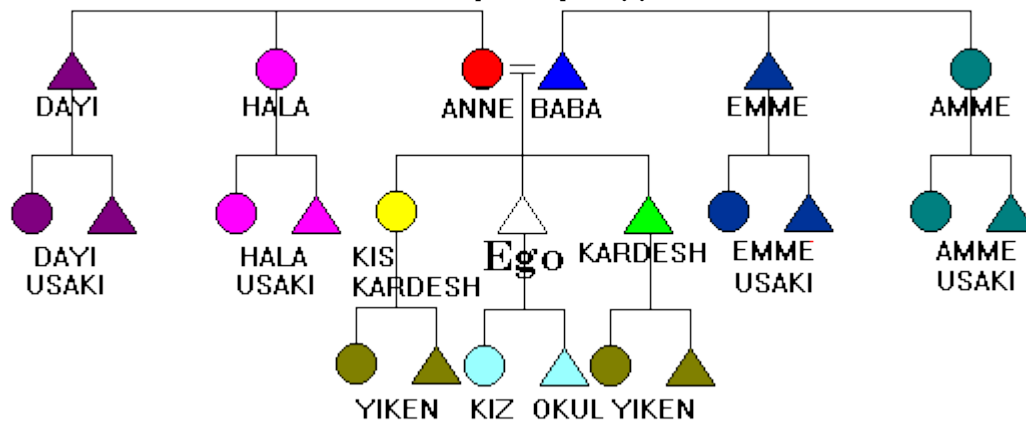 DAYI HALA ANNE BABA EMME AMME
DAYI HALA KIS Ego KARDESH EMME AMME
USAKI USAKI KARDESH USAKI USAKI
YIKEN KIZ OKUL YIKEN